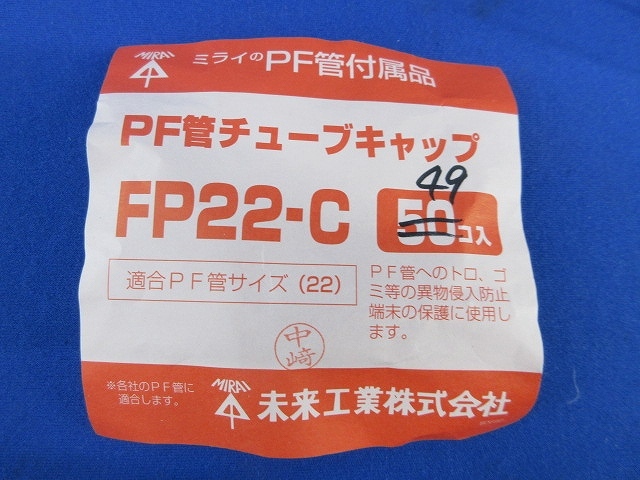 MIRAI
ミライのPF管付属品
PF管チューブキャップ
49
FP22-C 50コ入
適合PF管サイズ(22)
PF管へのトロ、ゴ
ミ等の異物侵入防止
端末の保護に使用し
ます。
中
崎
※各社のPF管に
適合します。
MIRAI
未来工業株式会社